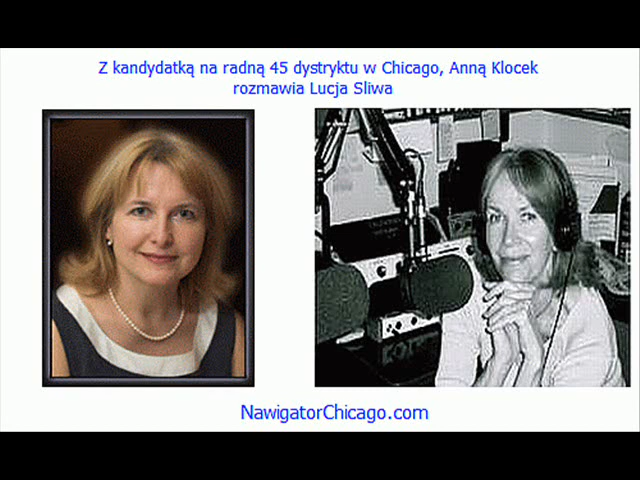 Z kandydatką na radną 45 dystryktu w Chicago, Anną Klocek
rozmawia Lucja Sliwa
NawigatorChicago.com